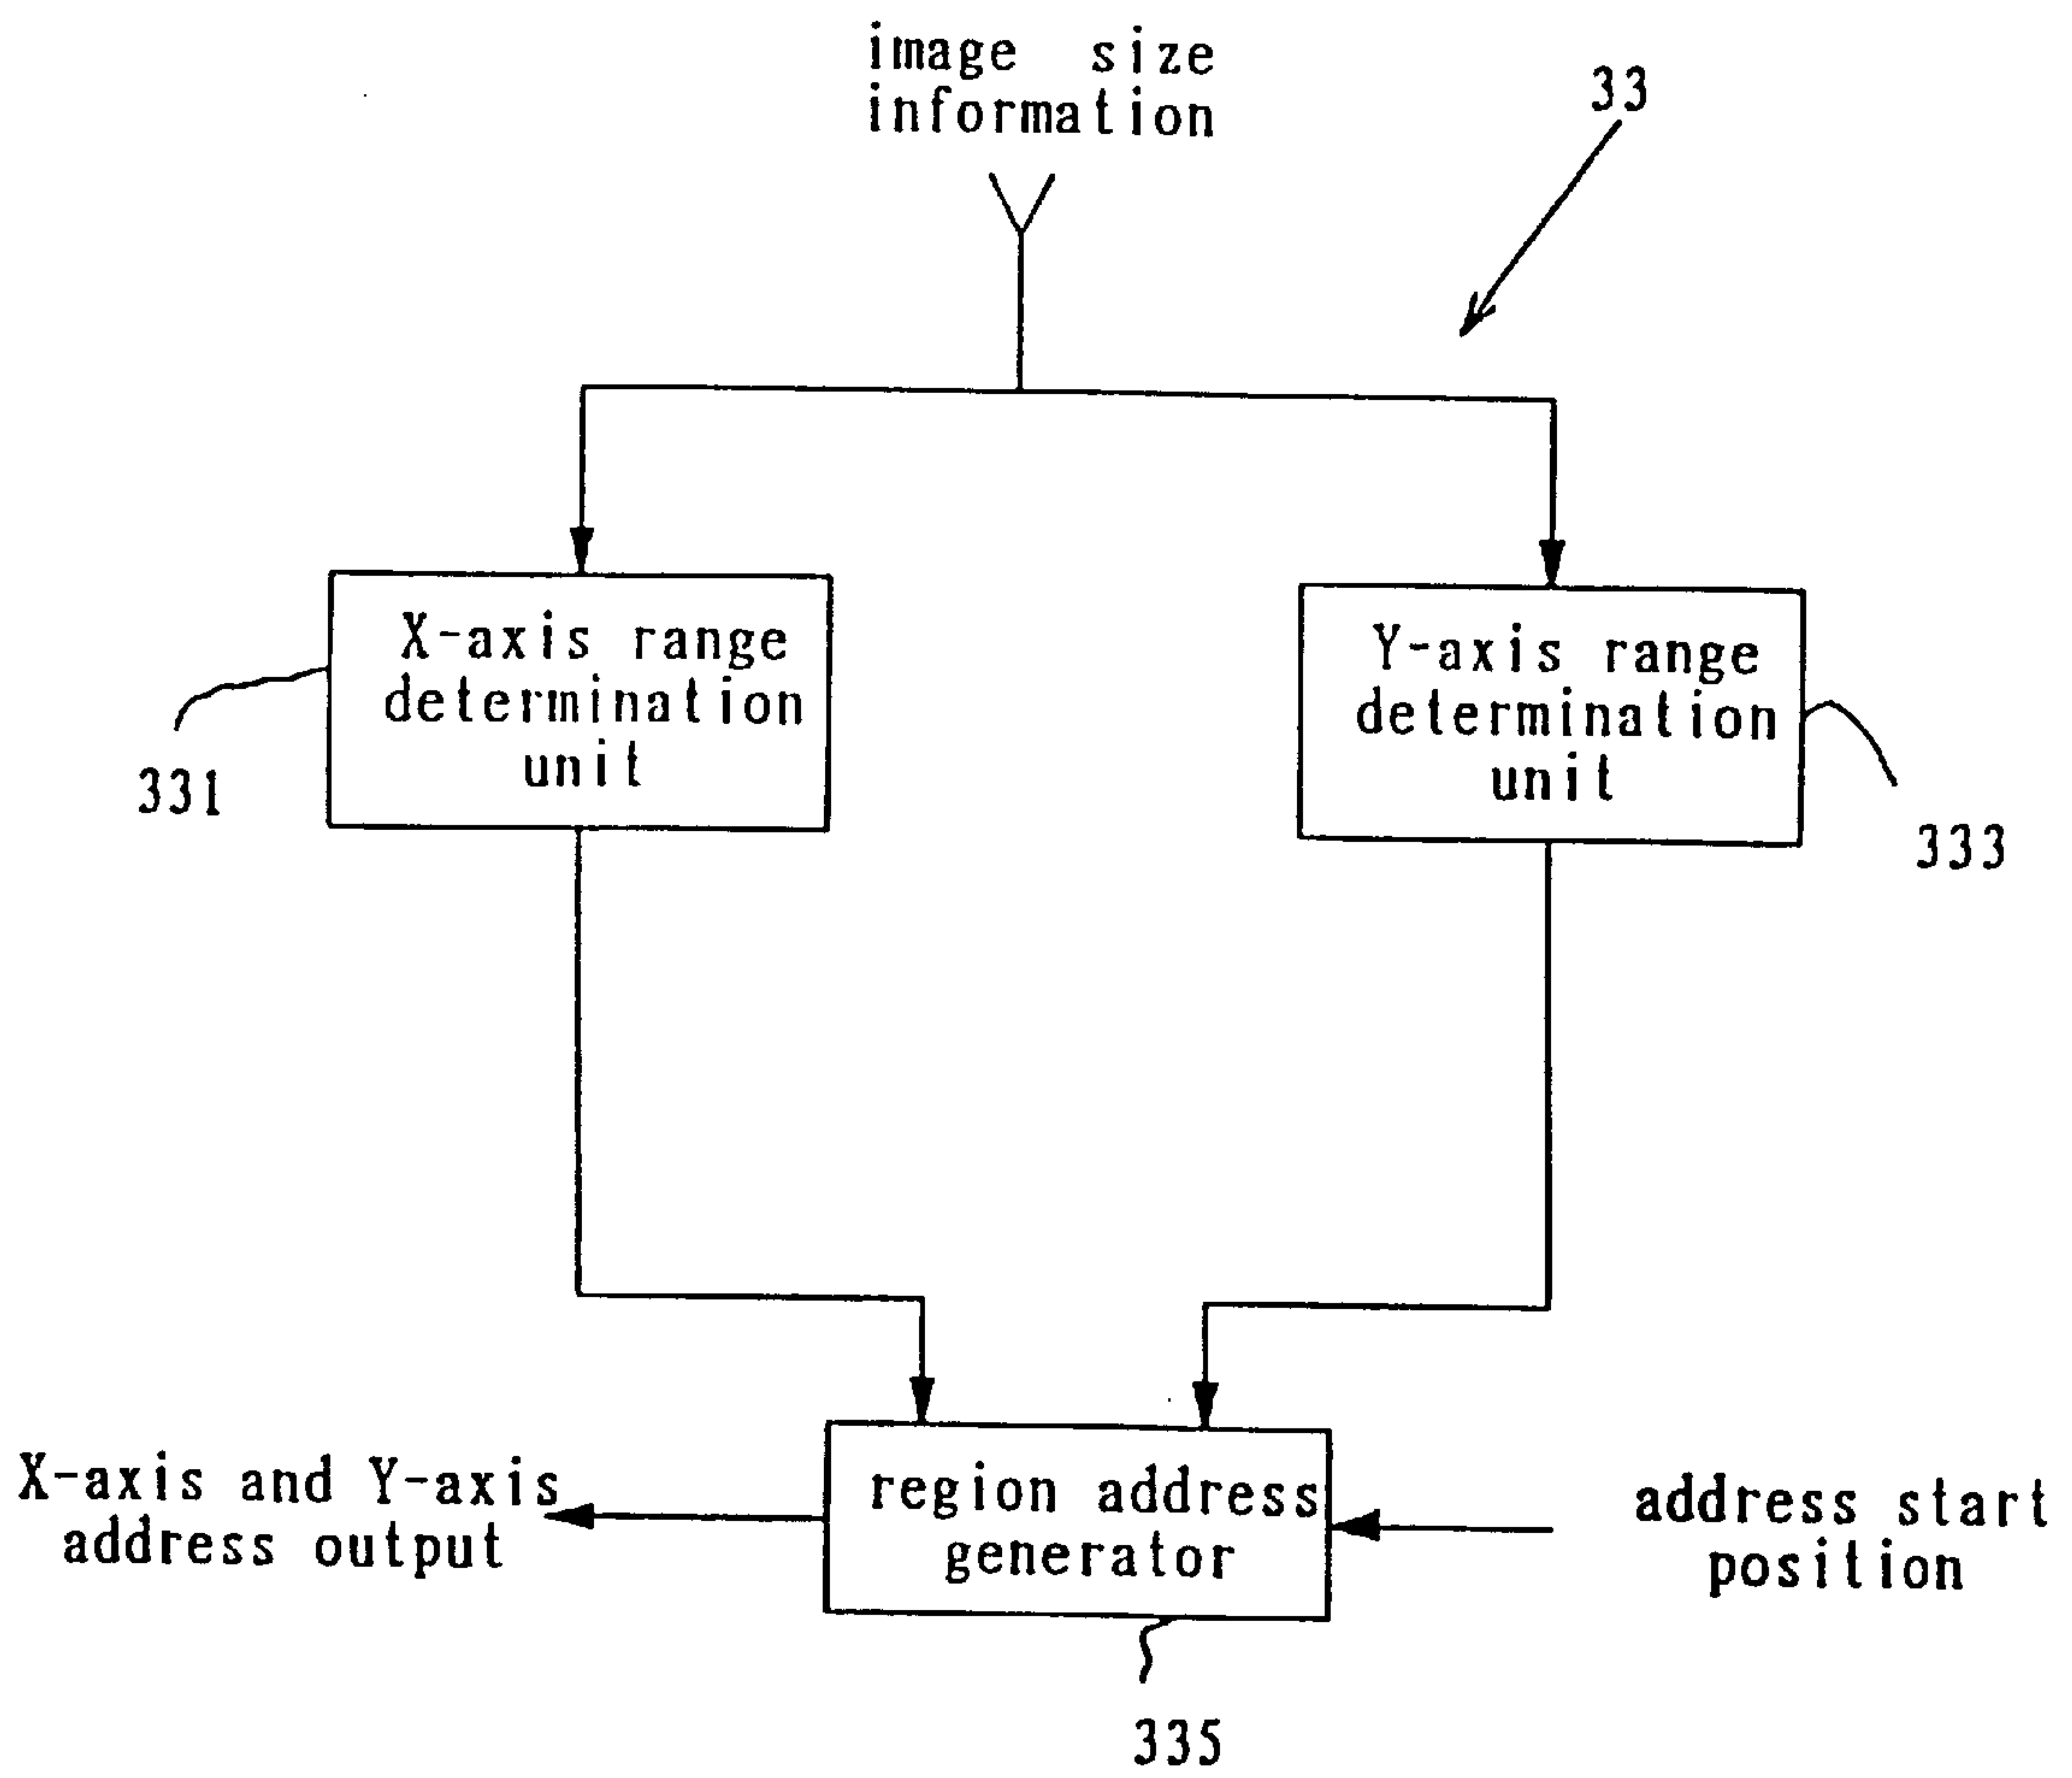 image size
information
33
X-axis range
determination
unit
331
Y-axis range
determination
unit
333
X-axis and Y-axis
address output
region address
generator
address start
position
335